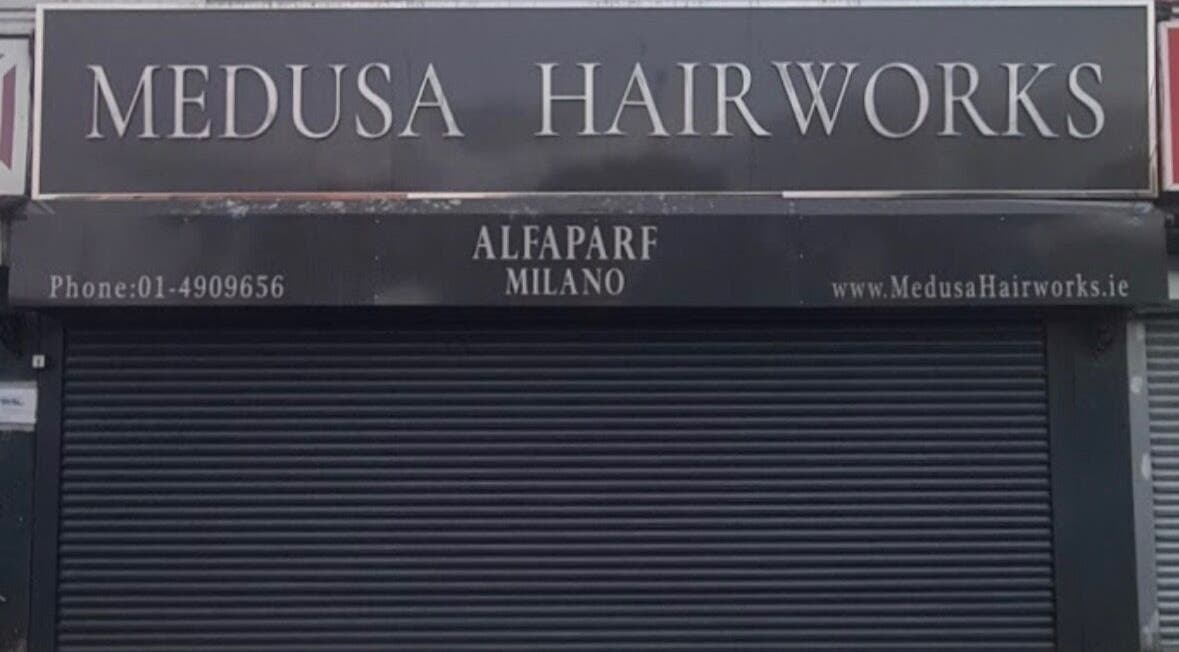 MEDUSA HAIRWORKS
ALFAPARF
MILANO
Phone:01-4909656
www.MedusaHairworks.ie